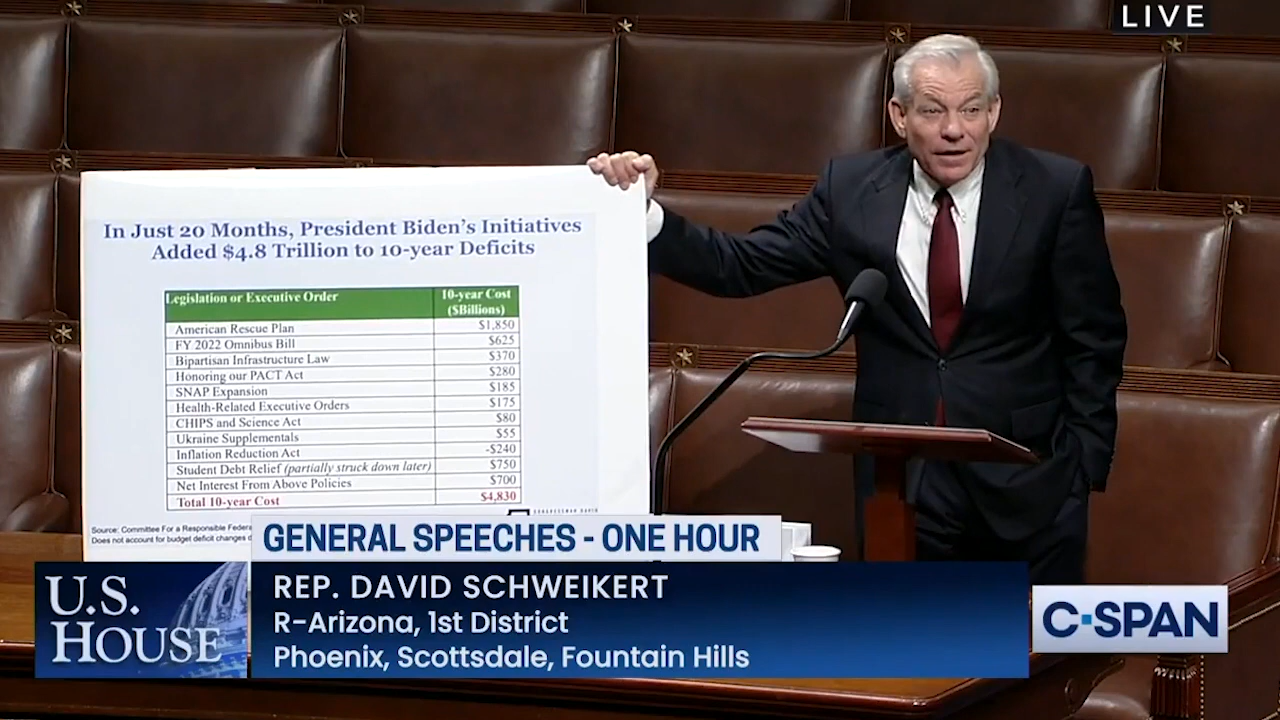 LIVE
In Just 20 Months, President Biden's Initiatives
Added $4.8 Trillion to 10-year Deficits
Legislation or Executive Order 10-year Cost
($Billions)
American Rescue Plan $1,850
FY 2022 Omnibus Bill $625
Bipartisan Infrastructure Law $370
Honoring our PACT Act $280
SNAP Expansion $185
Health-Related Executive Orders $175
CHIPS and Science Act $80
Ukraine Supplementals $55
Inflation Reduction Act -$240
Student Debt Relief (partially struck down later) $750
Net Interest From Above Policies $700
Total 10-year Cost $4,830
CONGRESSMAN DAVID
Source: Committee For a Responsible Federa
Does not account for budget deficit changes
GENERAL SPEECHES - ONE HOUR
U.S.
HOUSE
REP. DAVID SCHWEIKERT
R-Arizona, 1st District
Phoenix, Scottsdale, Fountain Hills
C-SPAN